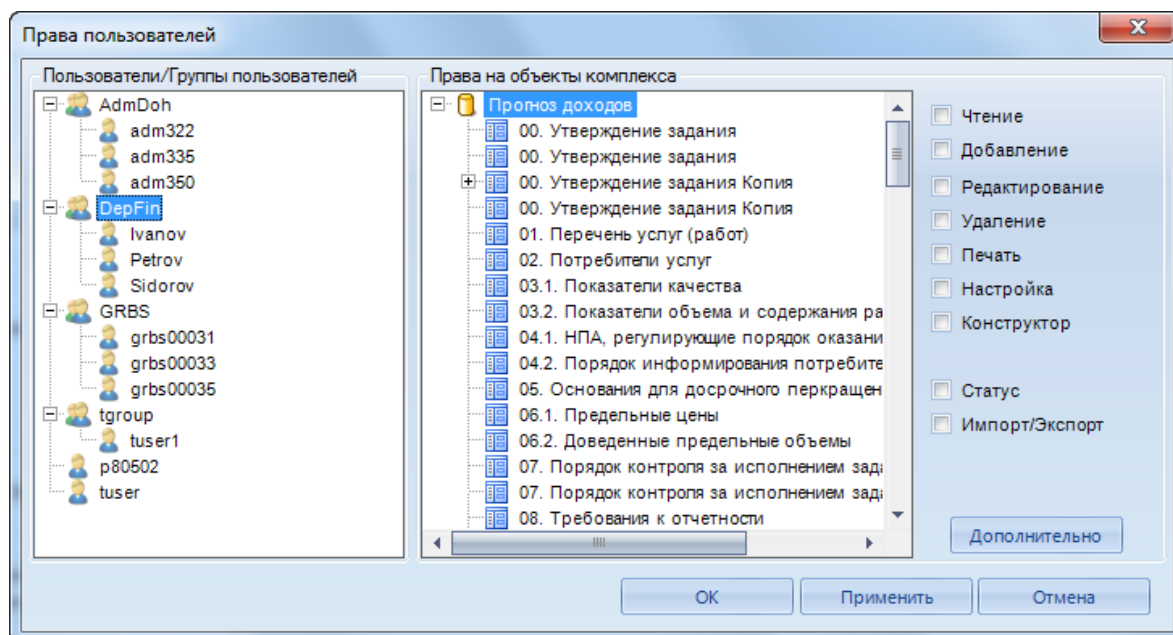 Права пользователей
Пользователи/Группы пользователей
AdmDoh
adm322
adm335
adm350
DepFin
Ivanov
Petrov
Sidorov
GRBS
grbs00031
grbs00033
grbs00035
tgroup
tuser1
p80502
tuser
Права на объекты комплекса
Прогноз доходов
00. Утверждение задания
00. Утверждение задания
00. Утверждение задания Копия
00. Утверждение задания Копия
01. Перечень услуг (работ)
02. Потребители услуг
03.1. Показатели качества
03.2. Показатели объема и содержания ра
04.1. НПА, регулирующие порядок оказани
04.2. Порядок информирования потребите
05. Основания для досрочного перкращен
06.1. Предельные цены
06.2. Доведенные предельные объемы
07. Порядок контроля за исполнением зада
07. Порядок контроля за исполнением зада
08. Требования к отчетности
Чтение
Добавление
Редактирование
Удаление
Печать
Настройка
Конструктор
Статус
Импорт/Экспорт
Дополнительно
ОК
Применить
Отмена